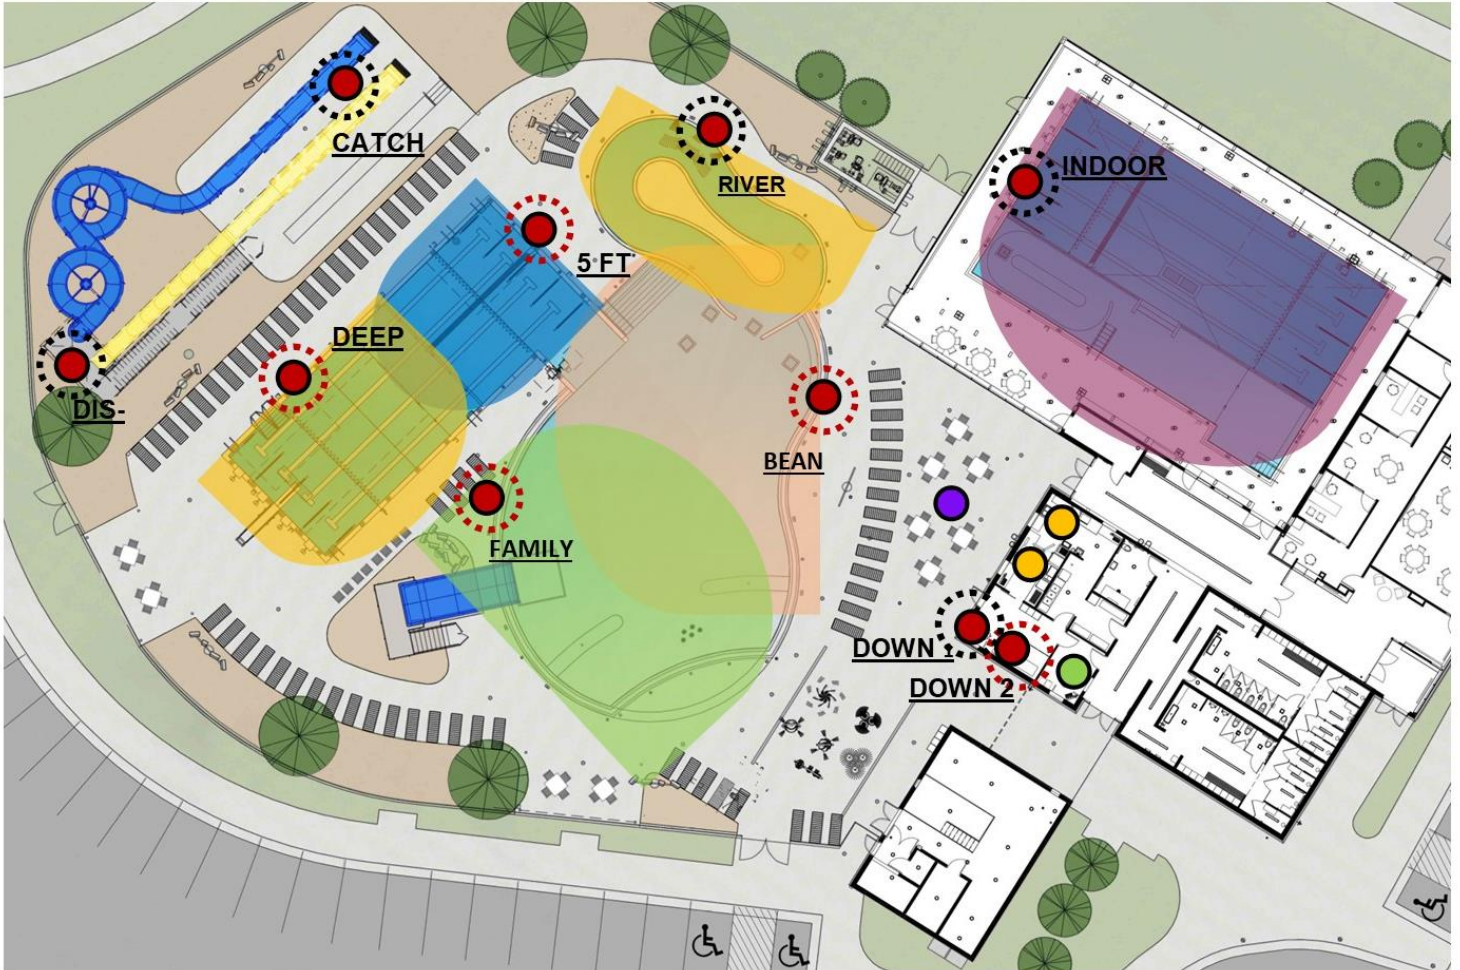 CATCH
RIVER
INDOOR
5 FT
DEEP
DIS-
BEAN
FAMILY
DOWN 1
DOWN 2